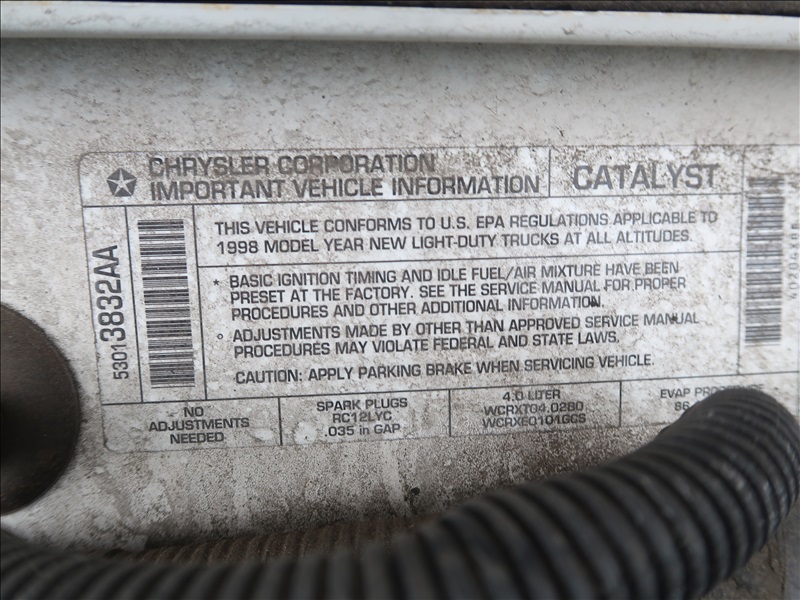 CHRYSLER CORPORATION
IMPORTANT VEHICLE INFORMATION
CATALYST
53013832AA
THIS VEHICLE CONFORMS TO U.S. EPA REGULATIONS APPLICABLE TO
1998 MODEL YEAR NEW LIGHT-DUTY TRUCKS AT ALL ALTITUDES.
* BASIC IGNITION TIMING AND IDLE FUEL/AIR MIXTURE HAVE BEEN
PRESET AT THE FACTORY. SEE THE SERVICE MANUAL FOR PROPER
PROCEDURES AND OTHER ADDITIONAL INFORMATION.
° ADJUSTMENTS MADE BY OTHER THAN APPROVED SERVICE MANUAL
PROCEDURES MAY VIOLATE FEDERAL AND STATE LAWS.
CAUTION: APPLY PARKING BRAKE WHEN SERVICING VEHICLE.
NO
ADJUSTMENTS
NEEDED
SPARK PLUGS
RC12LYC
.035 in GAP
4.0 LITER
WCRXT04.02B0
WCRXE0101GCS
EVAP
86